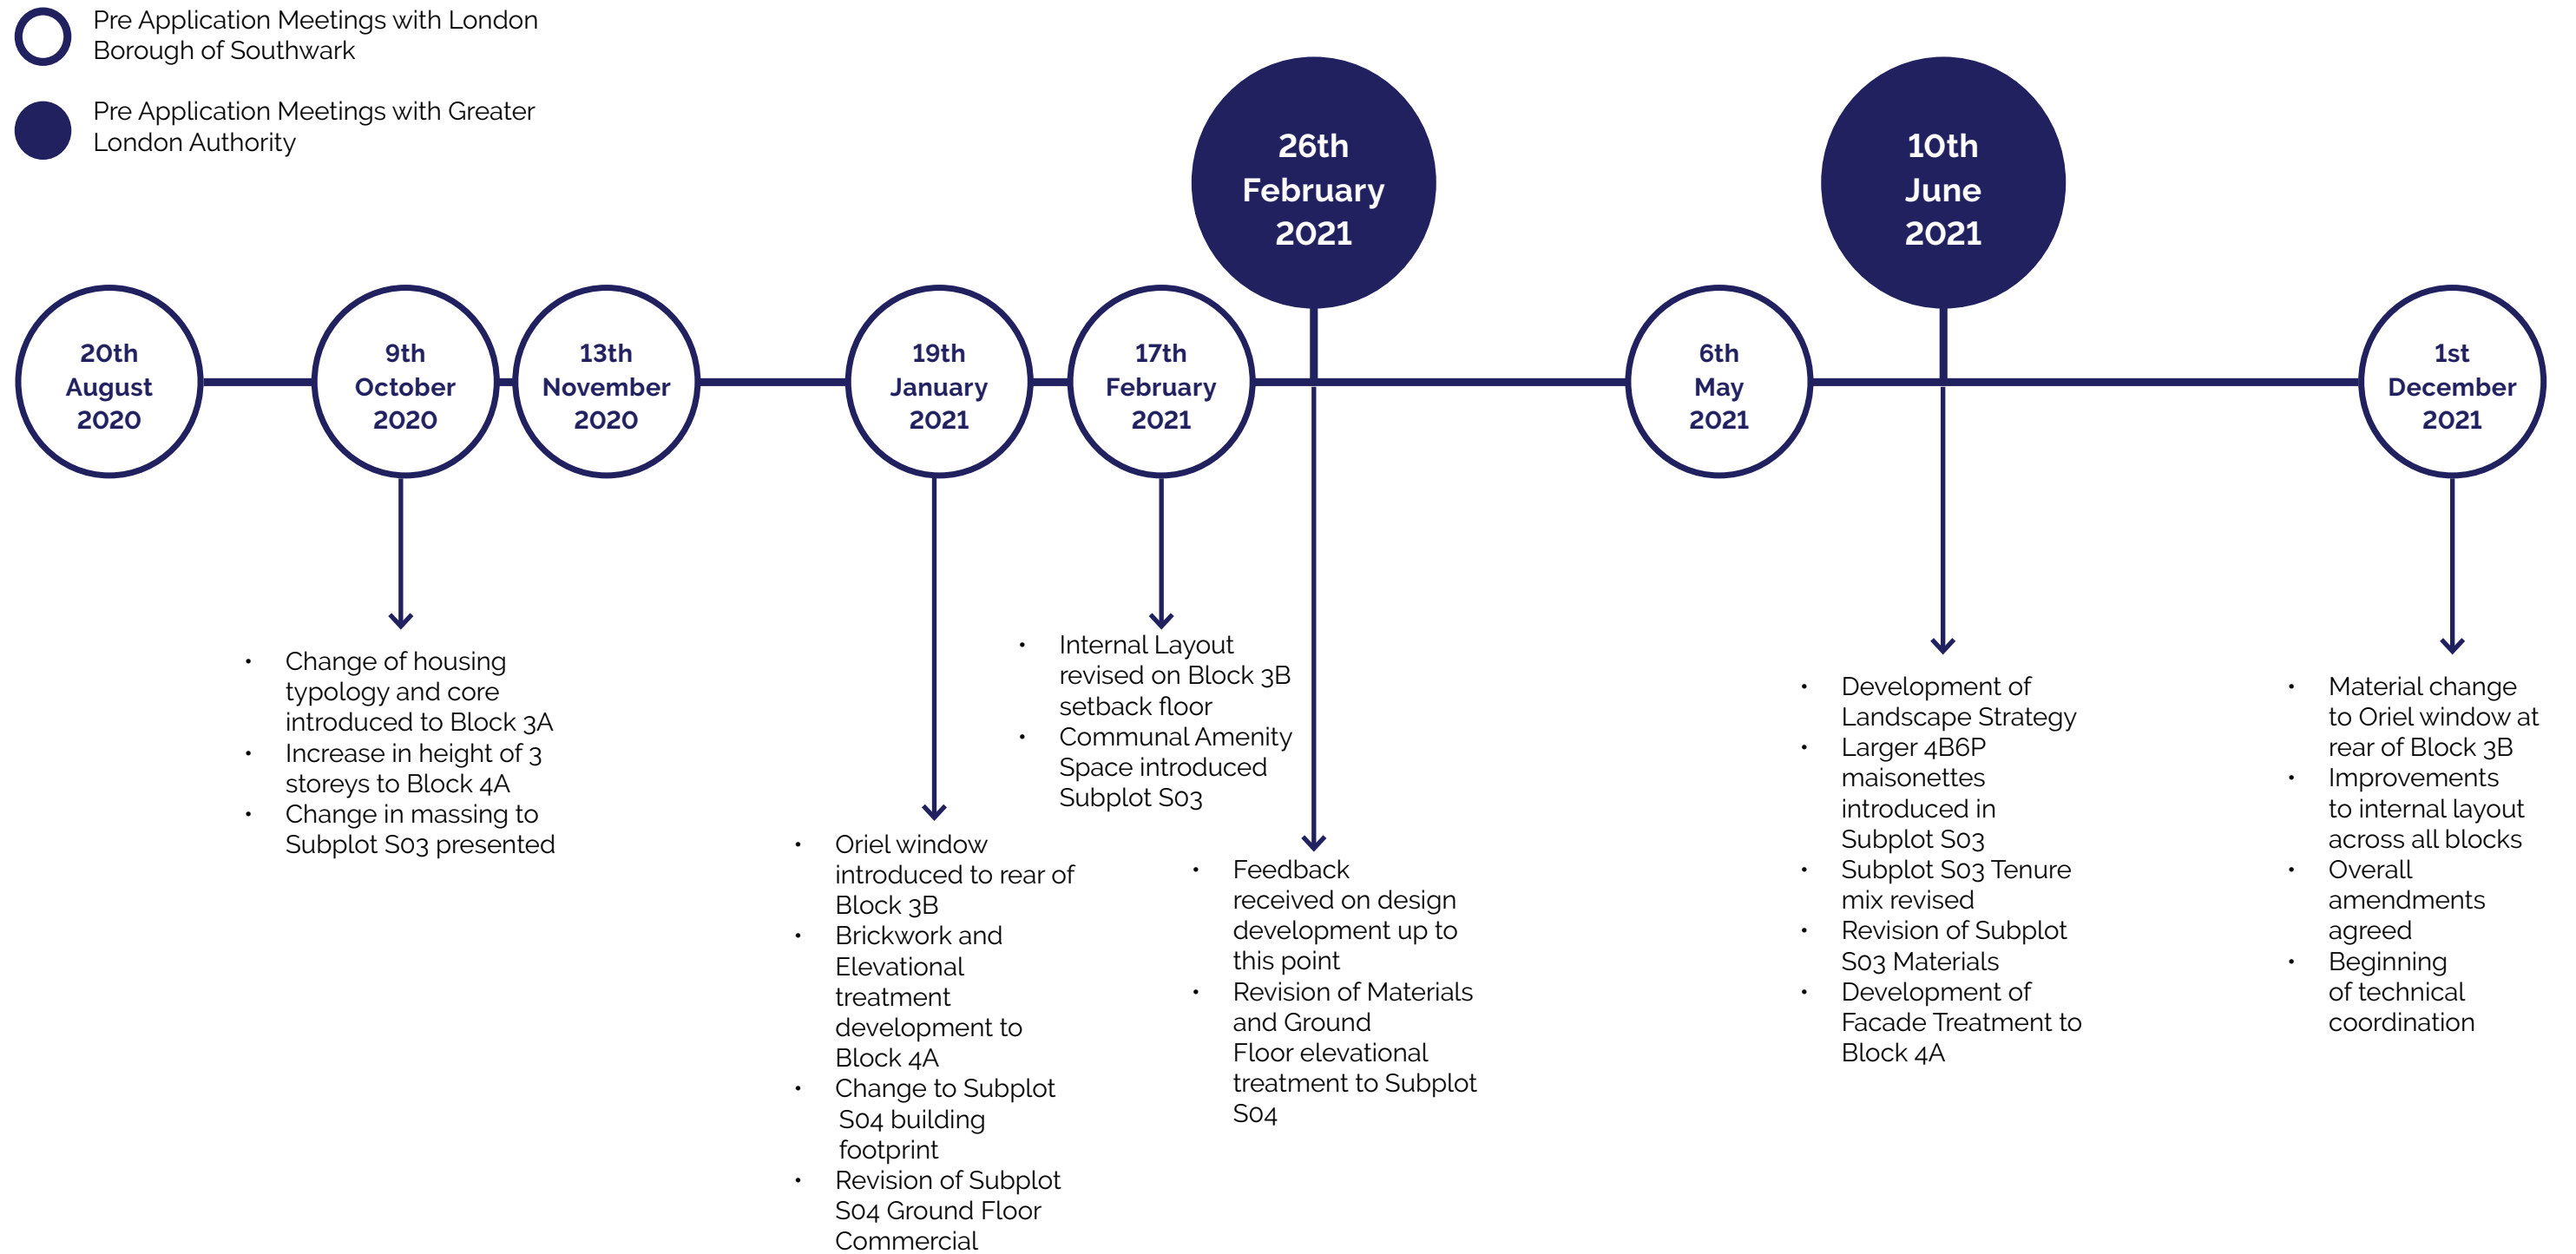 Pre Application Meetings with London
Borough of Southwark
Pre Application Meetings with Greater
London Authority
26th
February
2021
10th
June
2021
20th
August
2020
9th
October
2020
13th
November
2020
19th
January
2021
17th
February
2021
6th
May
2021
1st
December
2021
• Change of housing
typology and core
introduced to Block 3A
• Increase in height of 3
storeys to Block 4A
• Change in massing to
Subplot S03 presented
• Oriel window
introduced to rear of
Block 3B
• Brickwork and
Elevational
treatment
development to
Block 4A
• Change to Subplot
S04 building
footprint
• Revision of Subplot
S04 Ground Floor
Commercial
• Internal Layout
revised on Block 3B
setback floor
• Communal Amenity
Space introduced
Subplot S03
• Feedback
received on design
development up to
this point
• Revision of Materials
and Ground
Floor elevational
treatment to Subplot
S04
• Development of
Landscape Strategy
• Larger 4B6P
maisonettes
introduced in
Subplot S03
• Subplot S03 Tenure
mix revised
• Revision of Subplot
S03 Materials
• Development of
Facade Treatment to
Block 4A
• Material change
to Oriel window at
rear of Block 3B
• Improvements
to internal layout
across all blocks
• Overall
amendments
agreed
• Beginning
of technical
coordination